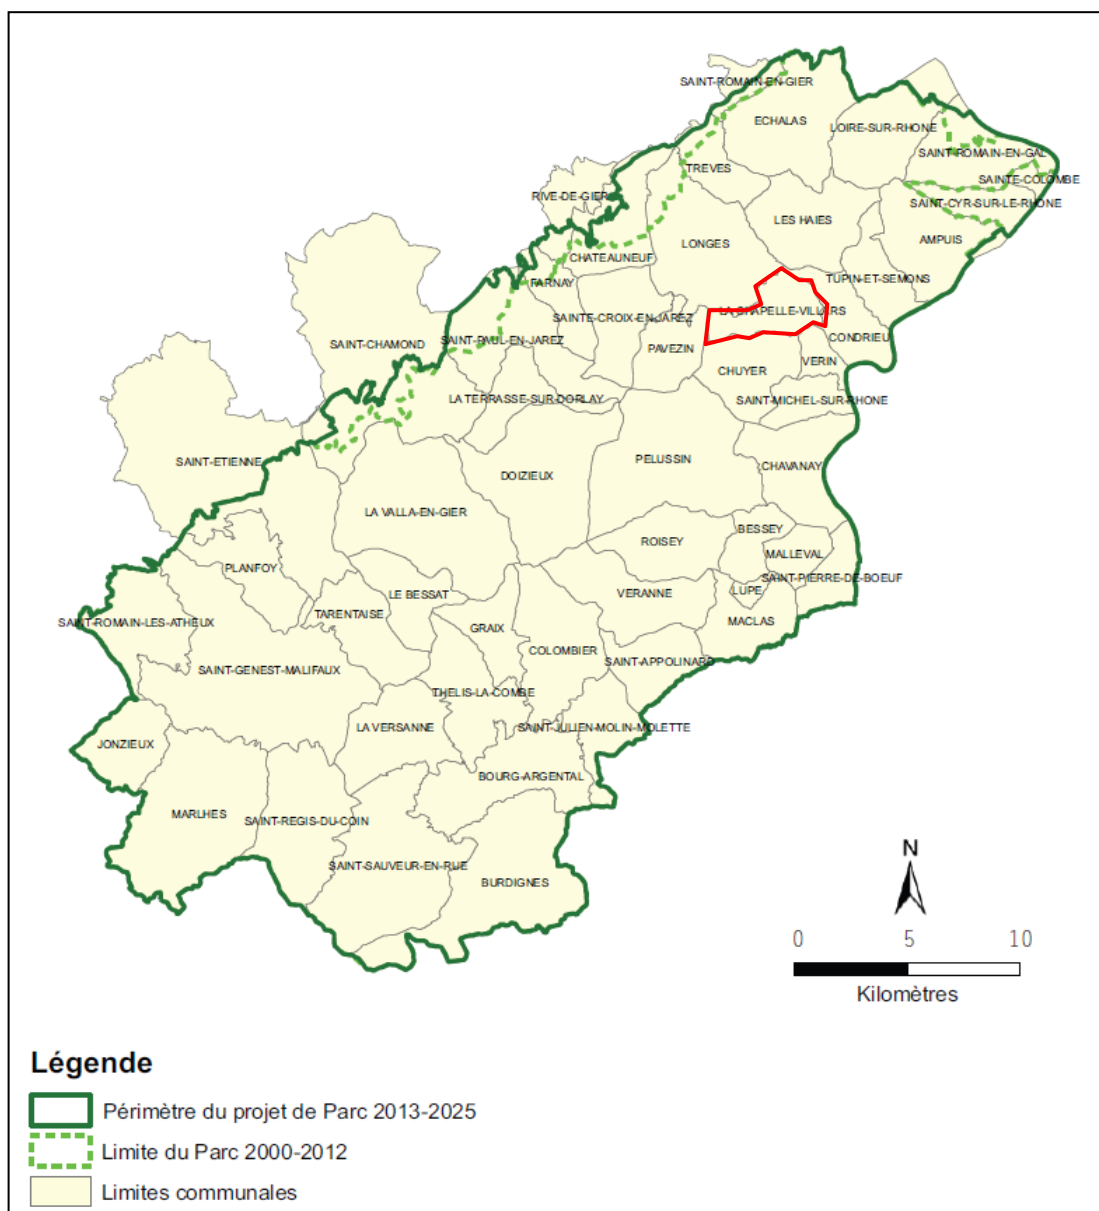 SAINT-ROMAIN-EN-GIER
ECHALAS
LOIRE-SUR-RHONE
SAINT-ROMAIN-EN-GAL
TREVES
SAINTE-COLOMBE
RIVE-DE-GIER
SAINT-CYR-SUR-LE-RHONE
LES HAIES
AMPUIS
LONGES
CHATEAUNEUF
TUPIN-ET-SEMONS
FARNAY
LA CHAPELLE-VILLARS
SAINTE-CROIX-EN-JAREZ
SAINT-PAUL-EN-JAREZ
CONDRIEU
SAINT-CHAMOND
PAVEZIN
VERIN
CHUYER
LA TERRASSE-SUR-DORLAY
SAINT-MICHEL-SUR-RHONE
PELUSSIN
SAINT-ETIENNE
CHAVANAY
DOIZIEUX
LA VALLA-EN-GIER
BESSEY
ROISEY
MALLEVAL
PLANFOY
SAINT-PIERRE-DE-BOEUF
LUPE
LE BESSAT
VERANNE
TARENTAISE
SAINT-ROMAIN-LES-ATHEUX
MACLAS
GRAIX
COLOMBIER
SAINT-APPOLINARD
SAINT-GENEST-MALIFAUX
THELIS-LA-COMBE
LA VERSANNE
SAINT-JULIEN-MOLIN-MOLETTE
JONZIEUX
BOURG-ARGENTAL
MARLHES
SAINT-REGIS-DU-COIN
SAINT-SAUVEUR-EN-RUE
BURDIGNES
N
0 5 10
Kilomètres
Légende
Périmètre du projet de Parc 2013-2025
Limite du Parc 2000-2012
Limites communales